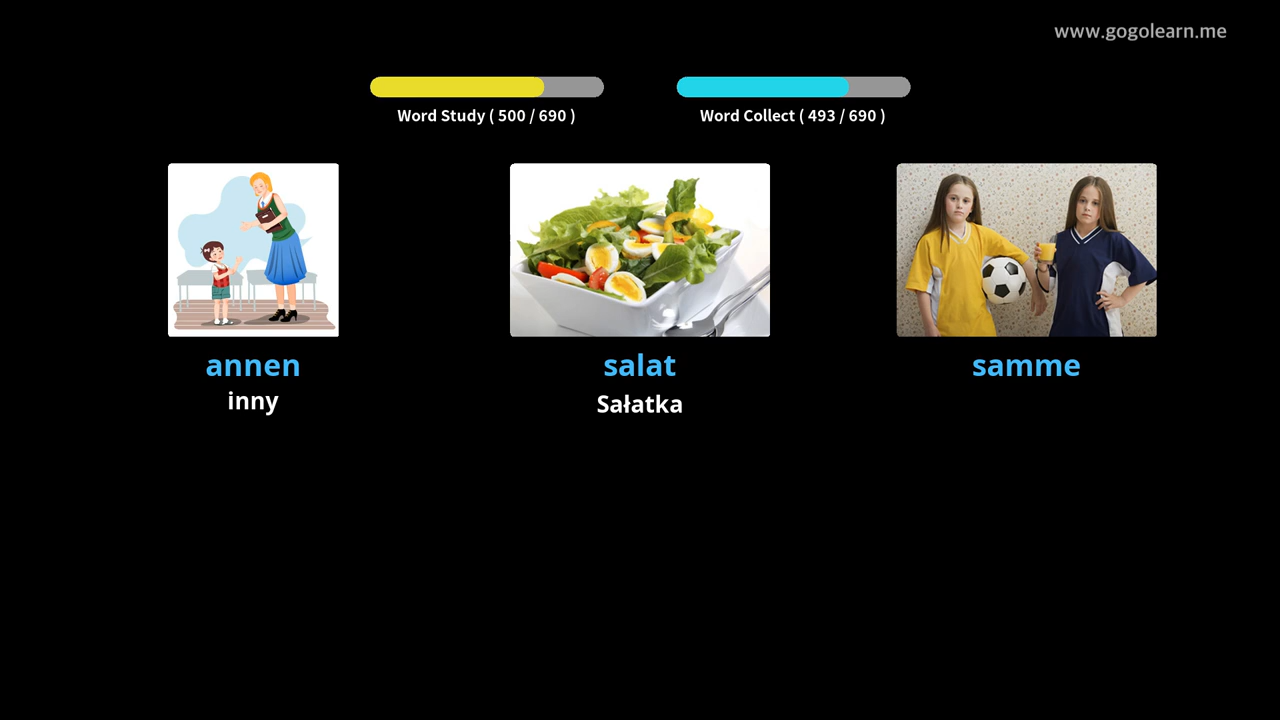 www.gogolearn.me
Word Study ( 500 / 690 )
Word Collect ( 493 / 690 )
annen
inny
salat
Sałatka
samme